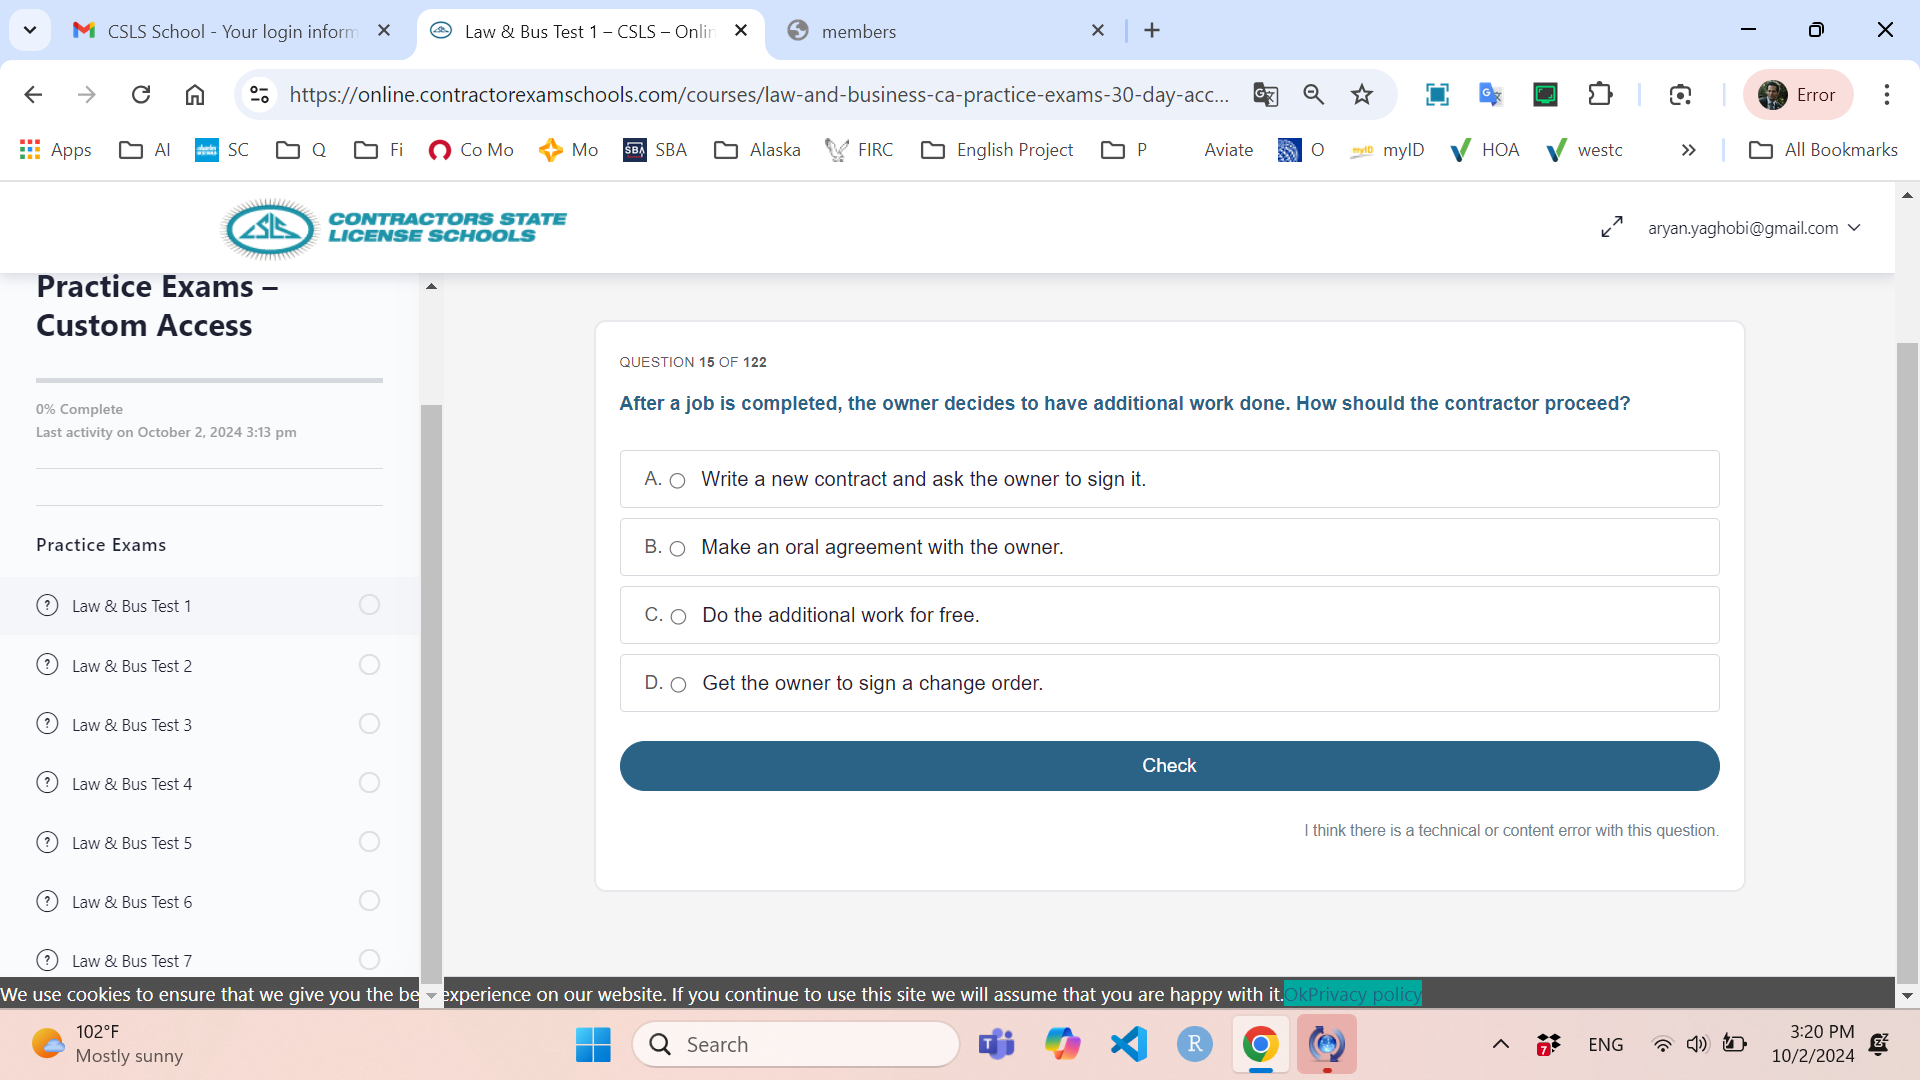 CSLS School - Your login inform
Law & Bus Test 1 – CSLS – Onlin
members
https://online.contractorexamschools.com/courses/law-and-business-ca-practice-exams-30-day-acc...
Error
Apps
AI
SC
Q
Fi
Co Mo
Mo
SBA
SBA
Alaska
FIRC
English Project
P
Aviate
O
myID
myID
HOA
westc
»
All Bookmarks
CSLS
CONTRACTORS STATE
LICENSE SCHOOLS
aryan.yaghobi@gmail.com
Practice Exams –
Custom Access
0% Complete
Last activity on October 2, 2024 3:13 pm
Practice Exams
Law & Bus Test 1
Law & Bus Test 2
Law & Bus Test 3
Law & Bus Test 4
Law & Bus Test 5
Law & Bus Test 6
Law & Bus Test 7
QUESTION 15 OF 122
After a job is completed, the owner decides to have additional work done. How should the contractor proceed?
A. Write a new contract and ask the owner to sign it.
B. Make an oral agreement with the owner.
C. Do the additional work for free.
D. Get the owner to sign a change order.
Check
I think there is a technical or content error with this question.
We use cookies to ensure that we give you the be experience on our website. If you continue to use this site we will assume that you are happy with it.OkPrivacy policy
102°F
Mostly sunny
Search
R
7
ENG
3:20 PM
10/2/2024